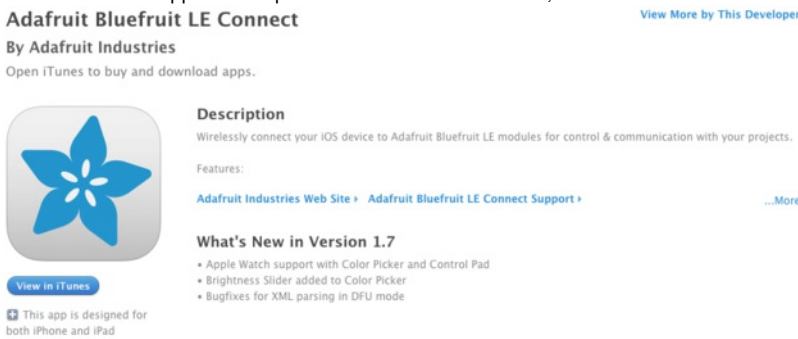 Adafruit Bluefruit LE Connect
View More by This Developer
By Adafruit Industries
Open iTunes to buy and download apps.
Description
Wirelessly connect your iOS device to Adafruit Bluefruit LE modules for control & communication with your projects.
Features:
Adafruit Industries Web Site Adafruit Bluefruit LE Connect Support
...More
What's New in Version 1.7
• Apple Watch support with Color Picker and Control Pad
• Brightness Slider added to Color Picker
• Bugfixes for XML parsing in DFU mode
View in iTunes
This app is designed for
both iPhone and iPad